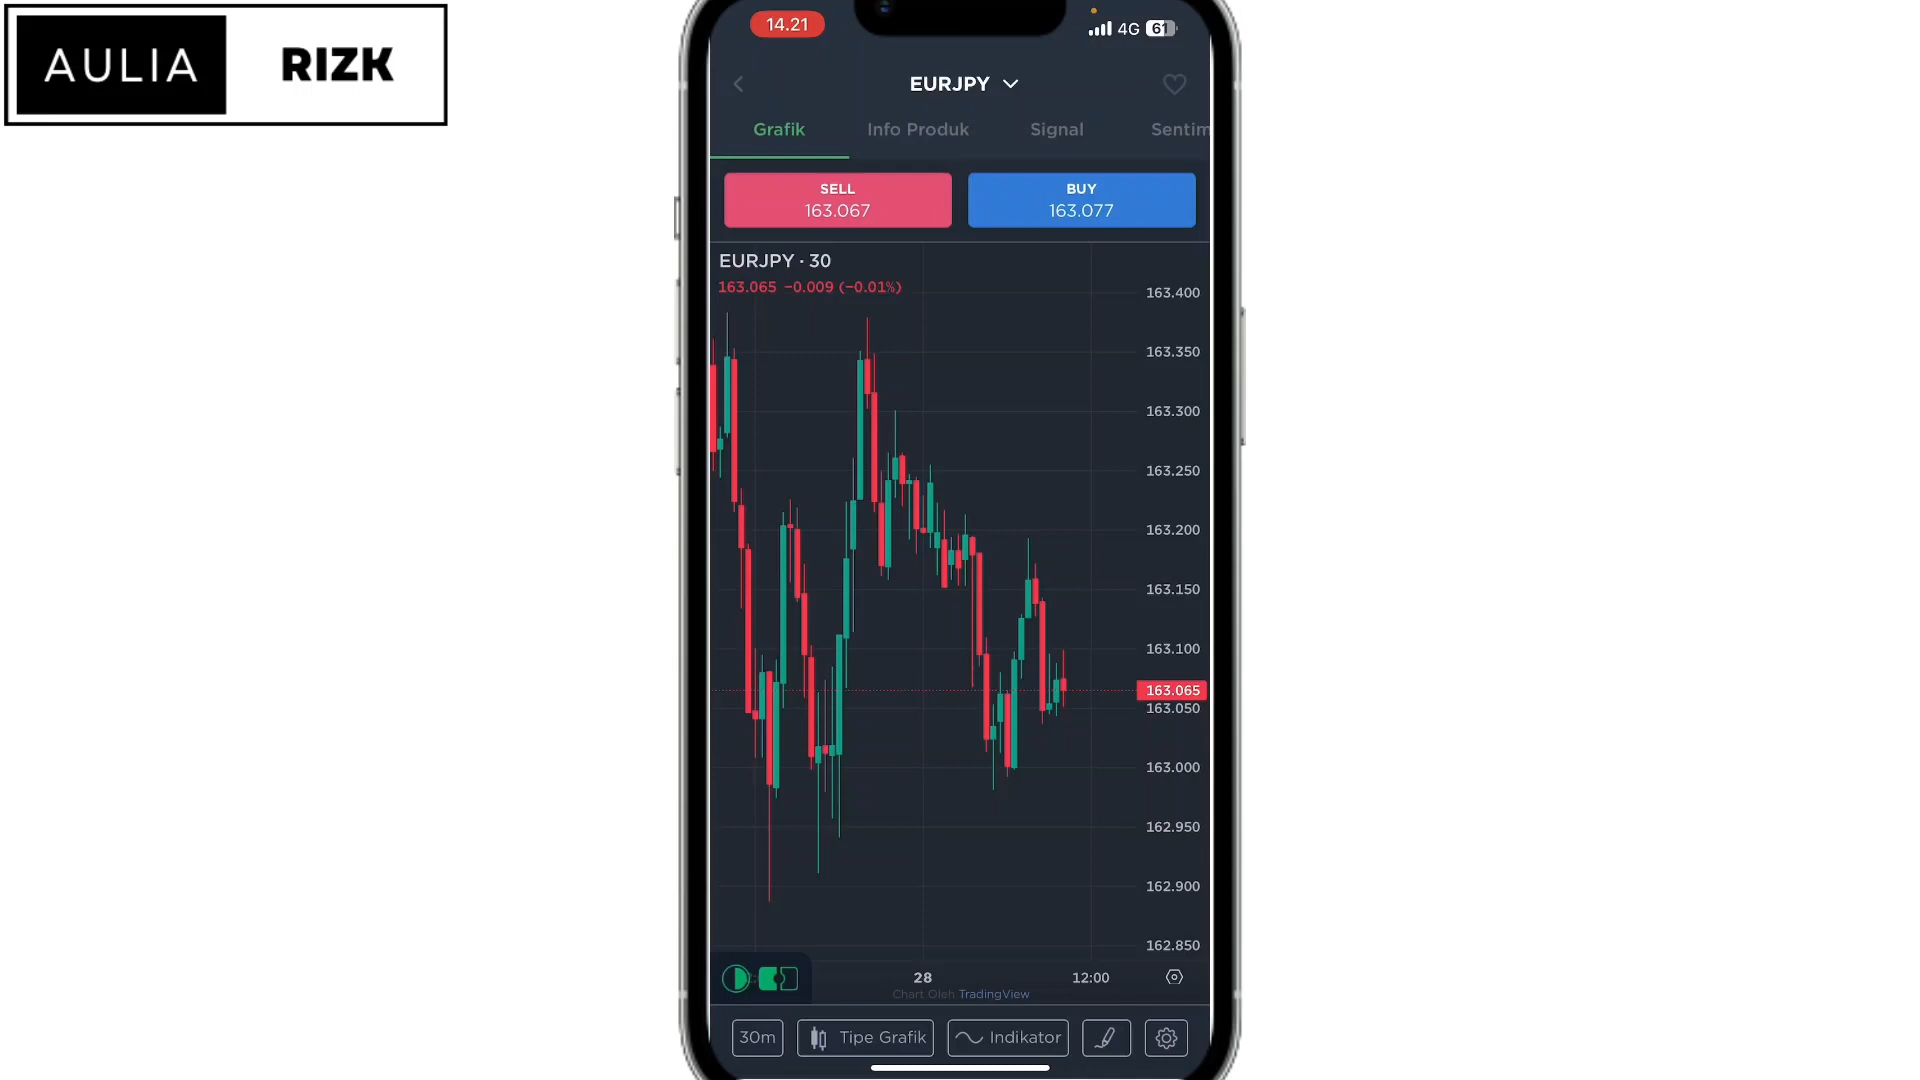 AULIA RIZK
14.21 4G 61
EURJPY
Grafik Info Produk Signal Sentim
SELL
163.067
BUY
163.077
EURJPY · 30
163.065 −0.009 (−0.01%)
163.400
163.350
163.300
163.250
163.200
163.150
163.100
163.065
163.050
163.000
162.950
162.900
162.850
28 12:00
Chart Oleh TradingView
30m Tipe Grafik Indikator